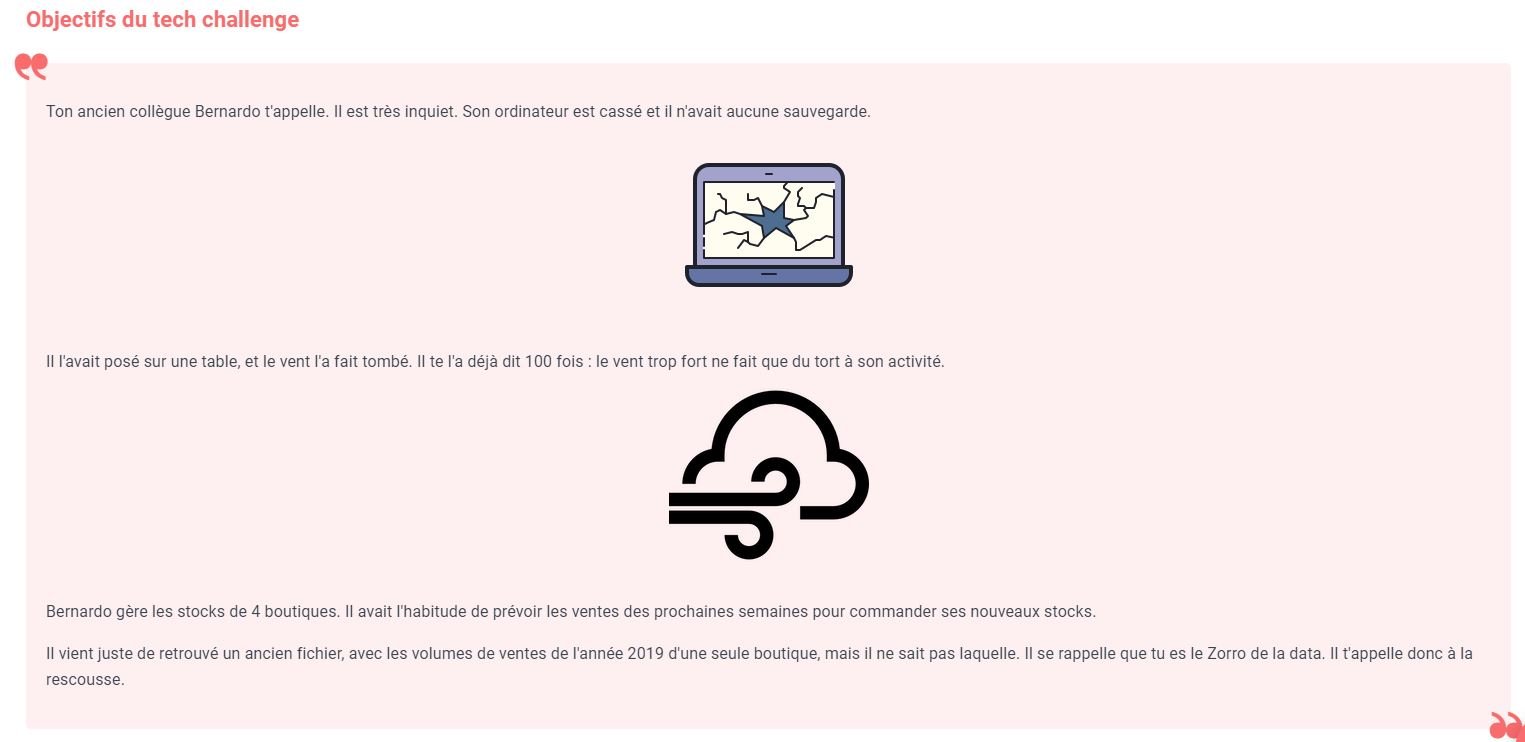 Objectifs du tech challenge
Ton ancien collègue Bernardo t'appelle. Il est très inquiet. Son ordinateur est cassé et il n'avait aucune sauvegarde.
Il l'avait posé sur une table, et le vent l'a fait tombé. Il te l'a déjà dit 100 fois : le vent trop fort ne fait que du tort à son activité.
Bernardo gère les stocks de 4 boutiques. Il avait l'habitude de prévoir les ventes des prochaines semaines pour commander ses nouveaux stocks.
Il vient juste de retrouvé un ancien fichier, avec les volumes de ventes de l'année 2019 d'une seule boutique, mais il ne sait pas laquelle. Il se rappelle que tu es le Zorro de la data. Il t'appelle donc à la
rescousse.